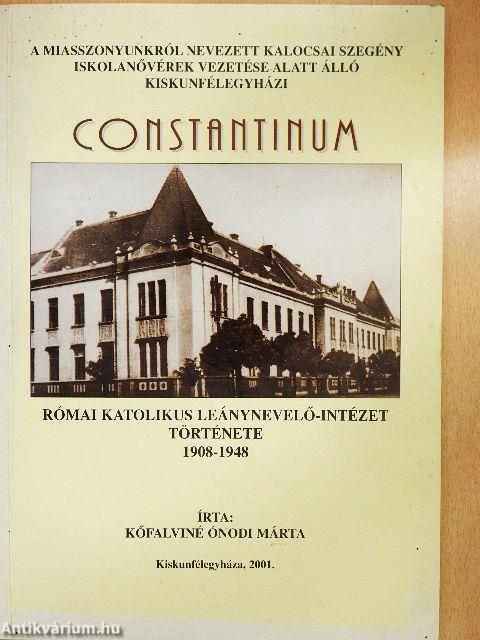 A MIASSZONYUNKRÓL NEVEZETT KALOCSAI SZEGÉNY
ISKOLANŐVÉREK VEZETÉSE ALATT ÁLLÓ
KISKUNFÉLEGYHÁZI
CONSTANTINUM
RÓMAI KATOLIKUS LEÁNYNEVELŐ-INTÉZET
TÖRTÉNETE
1908-1948
ÍRTA:
KŐFALVINÉ ÓNODI MÁRTA
Kiskunfélegyháza, 2001.
Antikvárium.hu